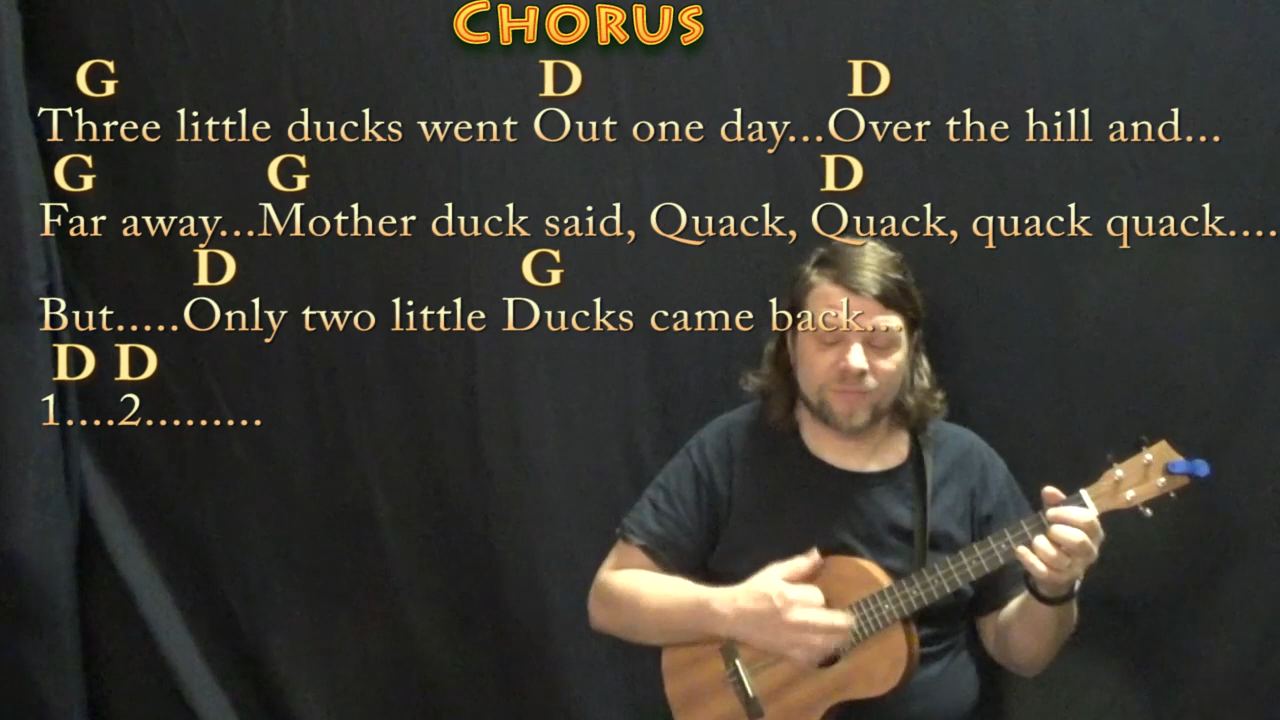 CHORUS
G D D
Three little ducks went Out one day...Over the hill and...
G G D
Far away...Mother duck said, Quack, Quack, quack quack....
D G
But.....Only two little Ducks came back...
D D
1....2.........